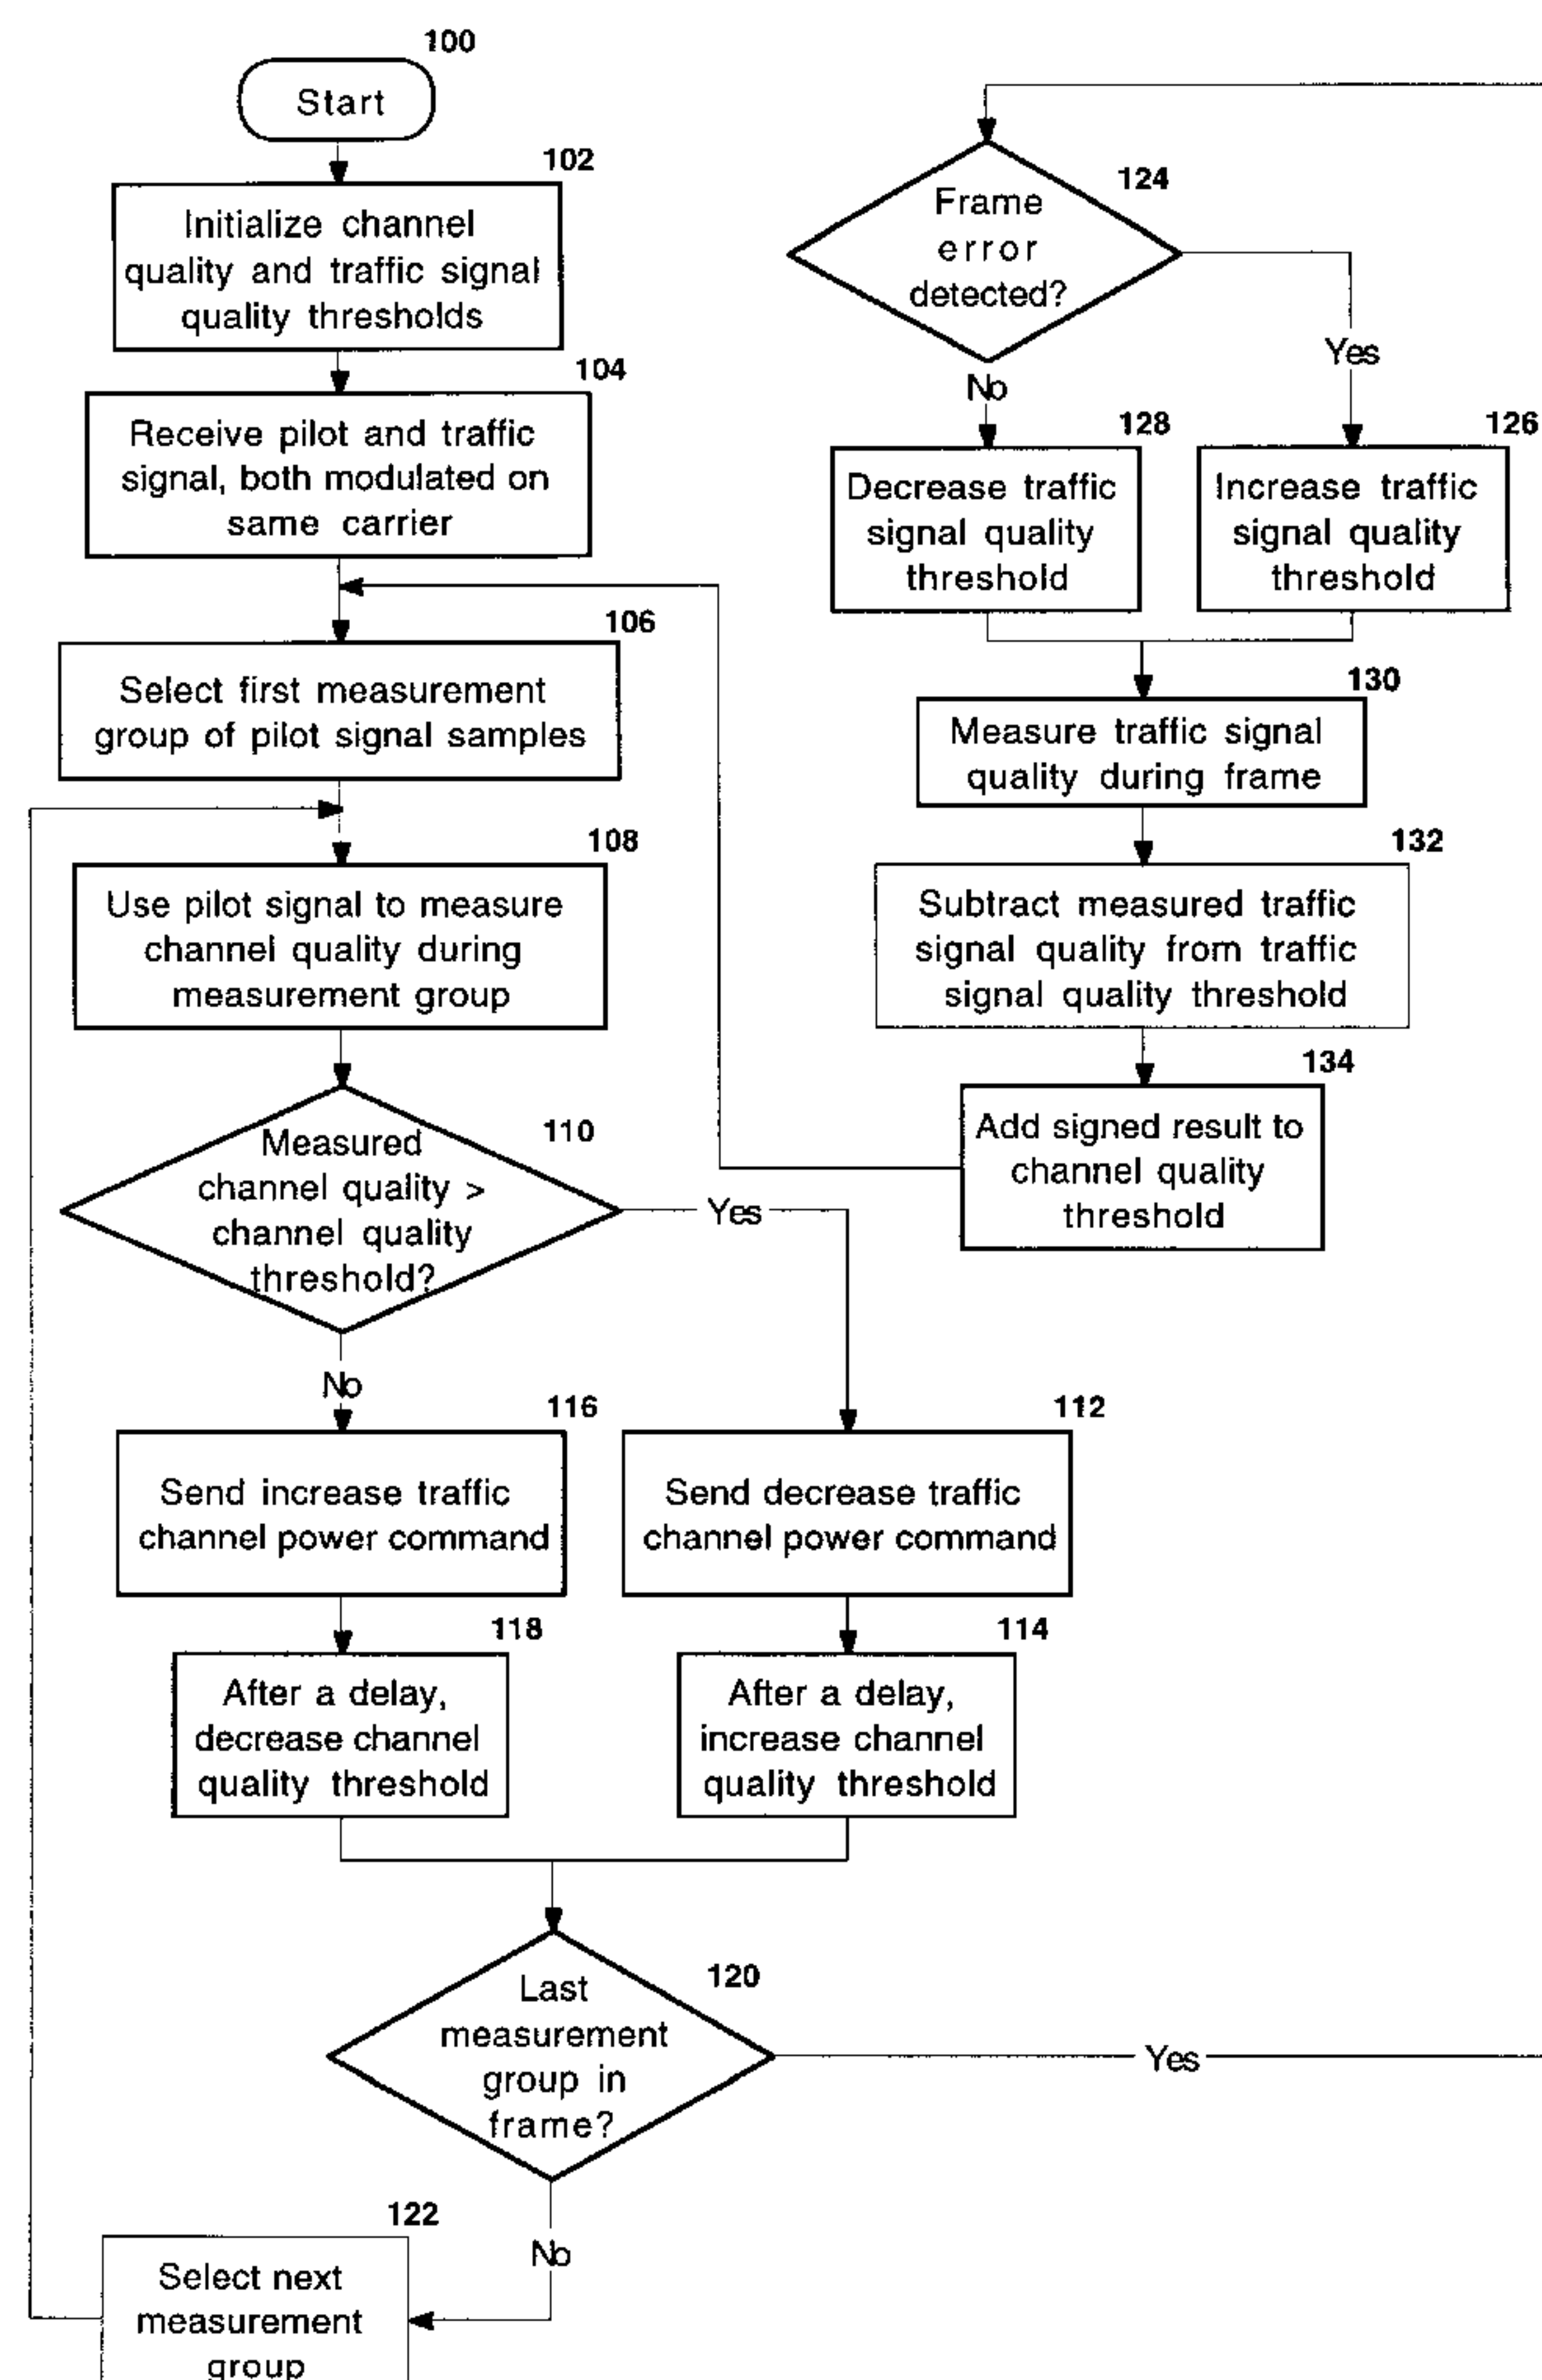 100
Start
102
Initialize channel
quality and traffic signal
quality thresholds
104
Receive pilot and traffic
signal, both modulated on
same carrier
106
Select first measurement
group of pilot signal samples
108
Use pilot signal to measure
channel quality during
measurement group
110
Measured
channel quality >
channel quality
threshold?
Yes
No
116
Send increase traffic
channel power command
112
Send decrease traffic
channel power command
118
After a delay,
decrease channel
quality threshold
114
After a delay,
increase channel
quality threshold
120
Last
measurement
group in
frame?
Yes
No
122
Select next
measurement
group
124
Frame
error
detected?
Yes
No
128
Decrease traffic
signal quality
threshold
126
Increase traffic
signal quality
threshold
130
Measure traffic signal
quality during frame
132
Subtract measured traffic
signal quality from traffic
signal quality threshold
134
Add signed result to
channel quality
threshold